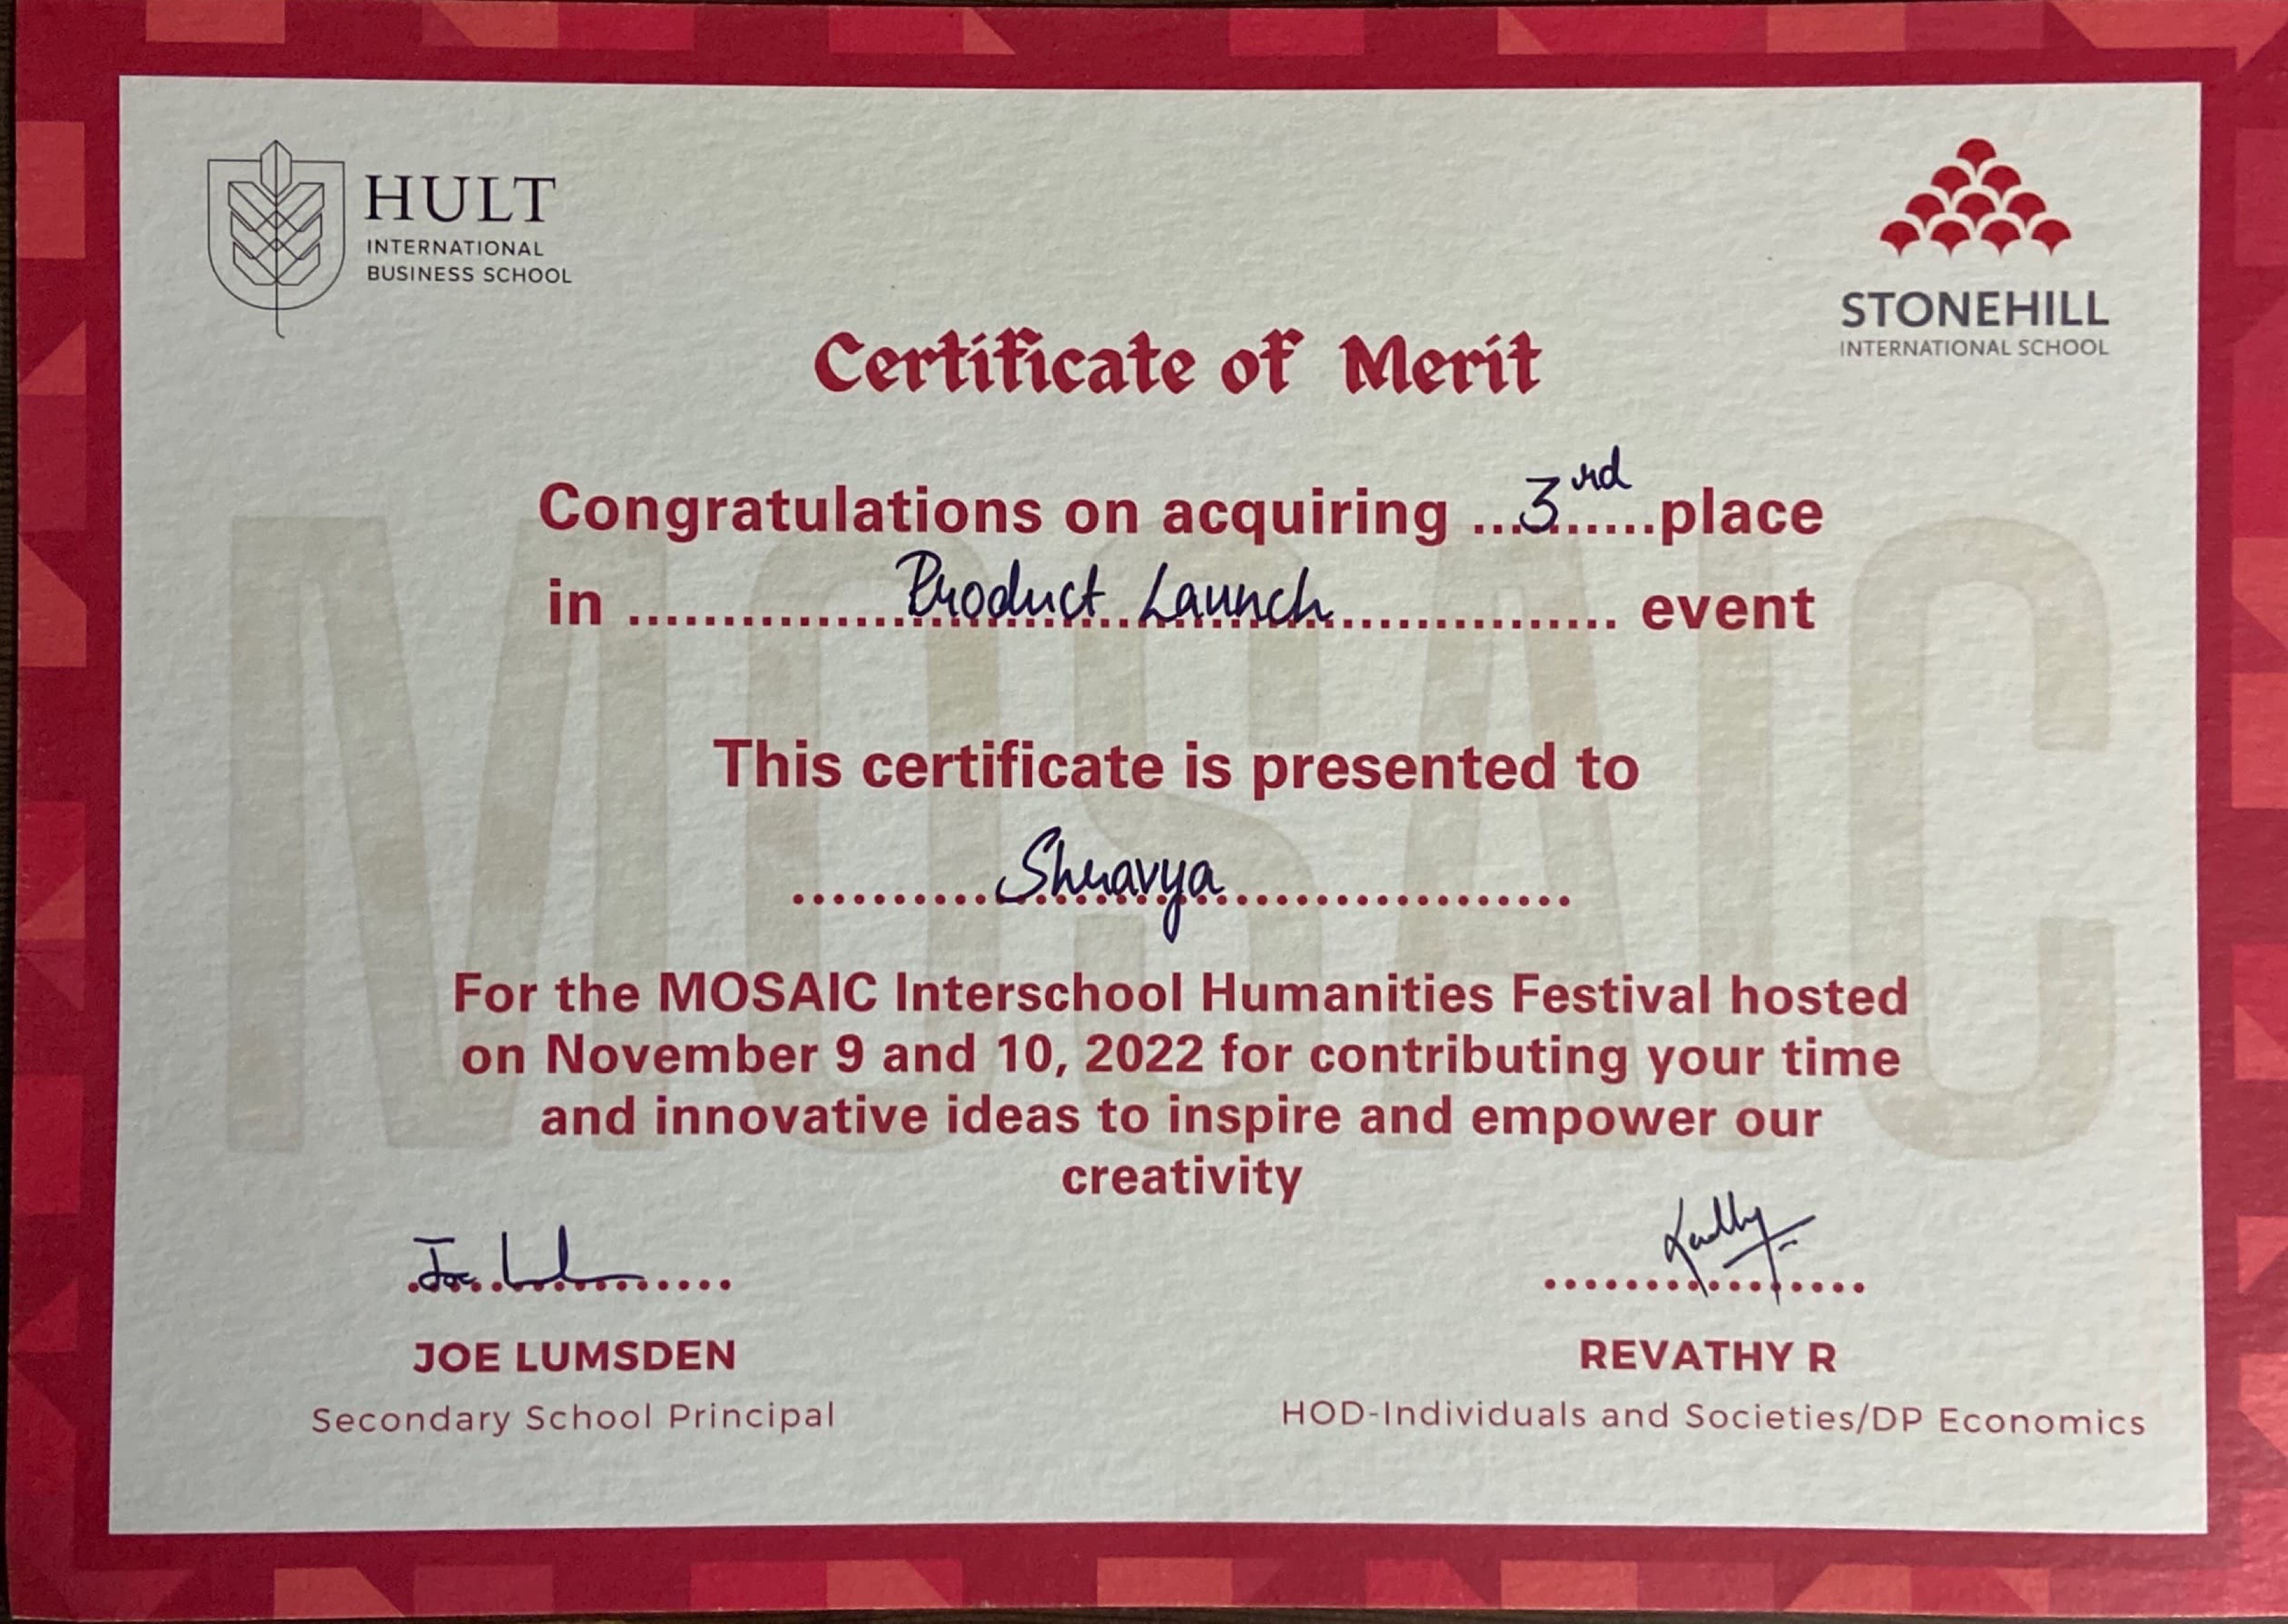 HULT
INTERNATIONAL
BUSINESS SCHOOL
STONEHILL
INTERNATIONAL SCHOOL
Certificate of Merit
Congratulations on acquiring ...3rd......place
in .................Product Launch................. event
This certificate is presented to
Shravya
For the MOSAIC Interschool Humanities Festival hosted
on November 9 and 10, 2022 for contributing your time
and innovative ideas to inspire and empower our
creativity
MOSAIC
JOE LUMSDEN
Secondary School Principal
REVATHY R
HOD-Individuals and Societies/DP Economics